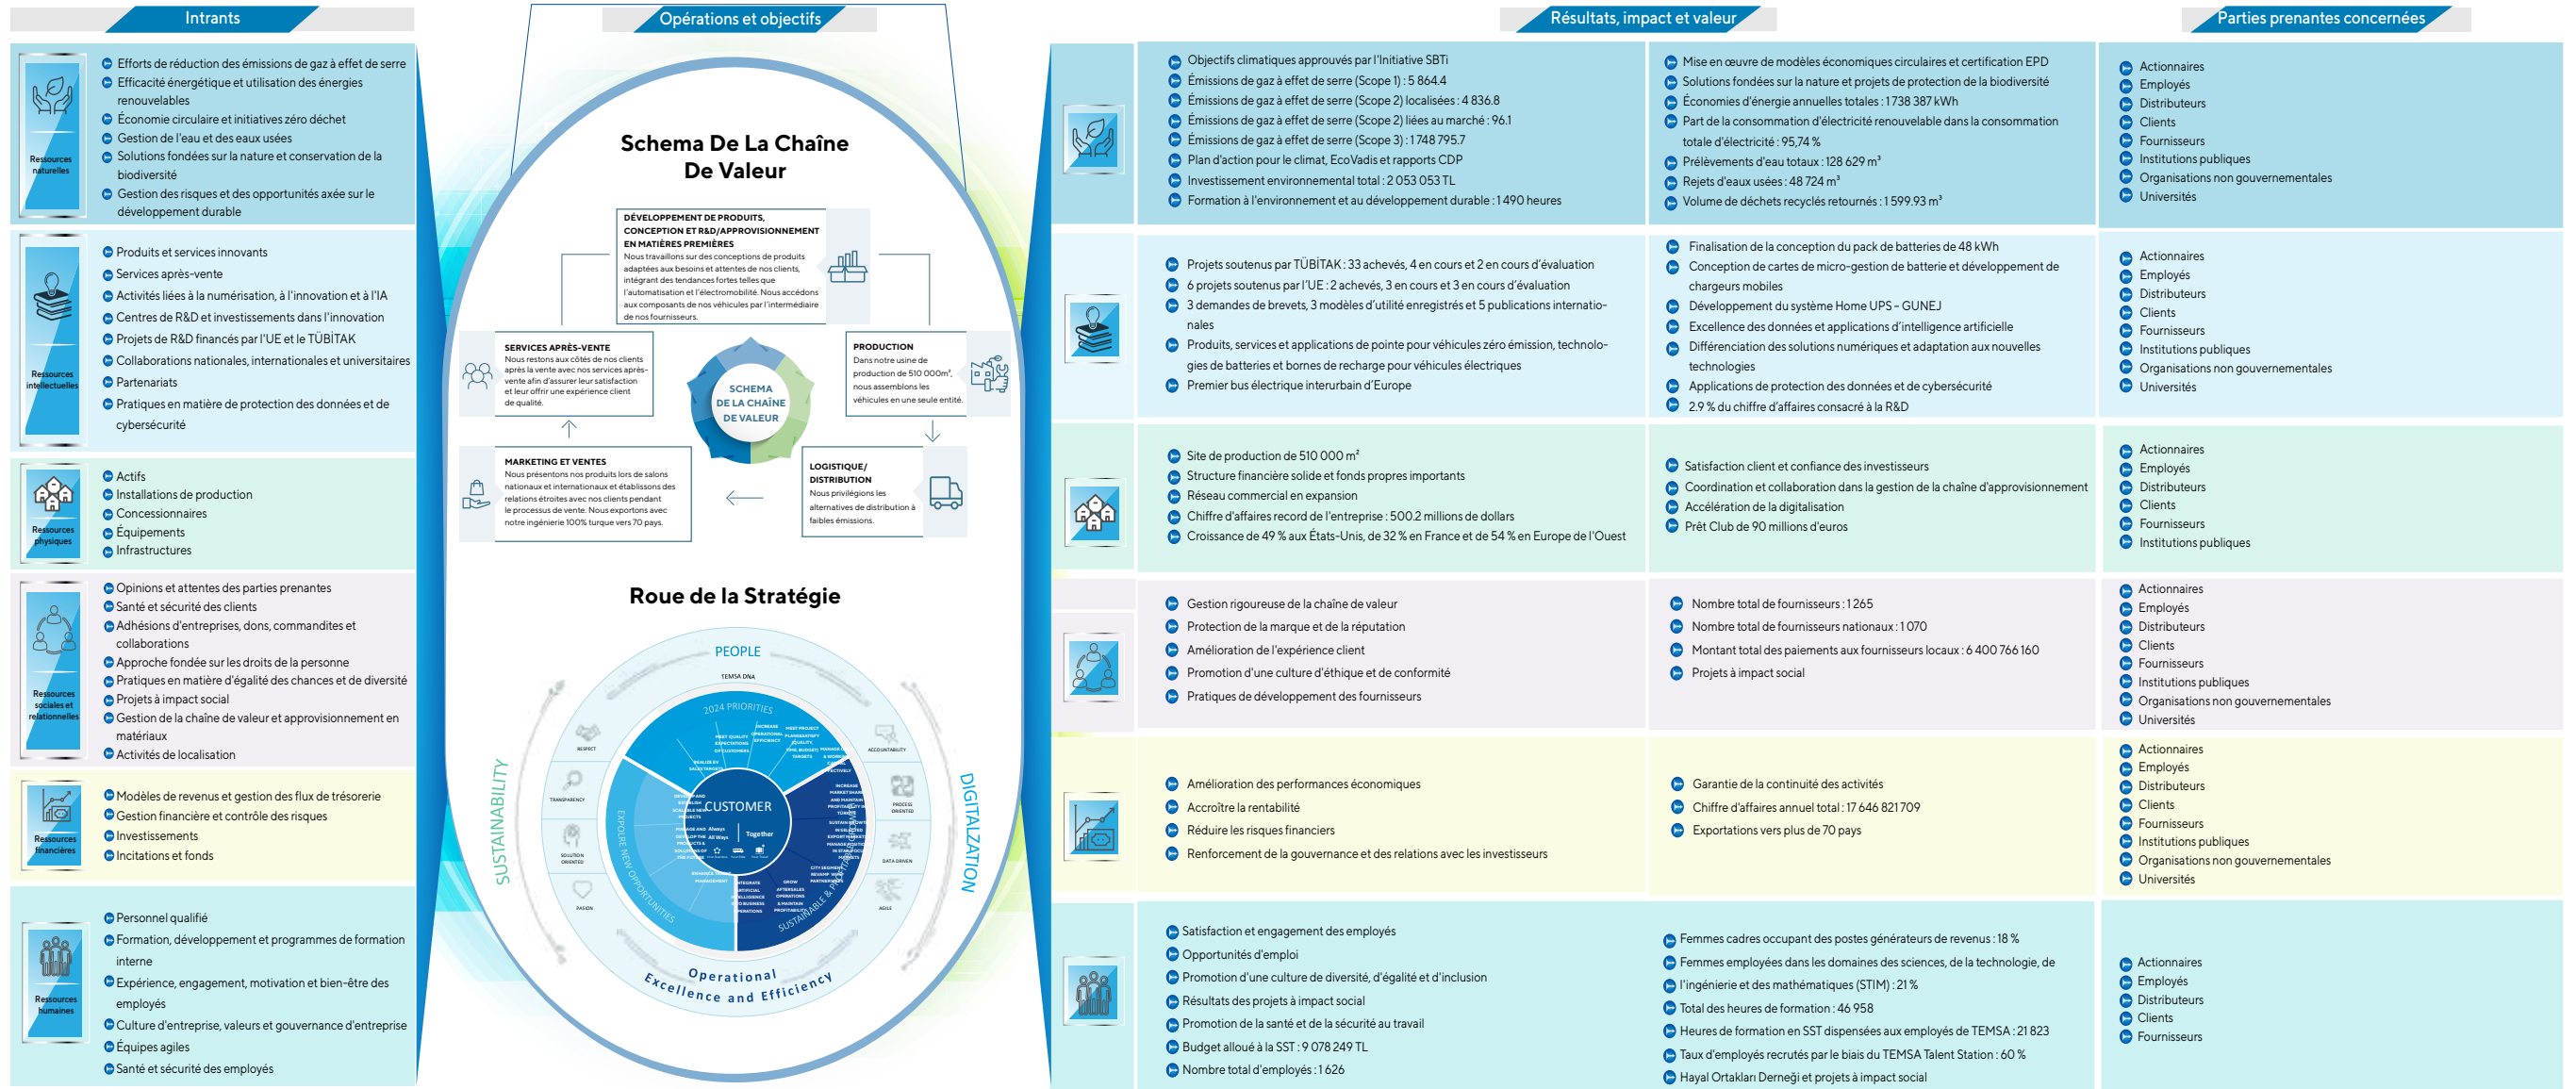 Intrants
Opérations et objectifs
Résultats, impact et valeur
Parties prenantes concernées
Ressources
naturelles
Efforts de réduction des émissions de gaz à effet de serre
Efficacité énergétique et utilisation des énergies
renouvelables
Économie circulaire et initiatives zéro déchet
Gestion de l'eau et des eaux usées
Solutions fondées sur la nature et conservation de la
biodiversité
Gestion des risques et des opportunités axée sur le
développement durable
Ressources
intellectuelles
Produits et services innovants
Services après-vente
Activités liées à la numérisation, à l'innovation et à l'IA
Centres de R&D et investissements dans l'innovation
Projets de R&D financés par l'UE et le TÜBİTAK
Collaborations nationales, internationales et universitaires
Partenariats
Pratiques en matière de protection des données et de
cybersécurité
Ressources
physiques
Actifs
Installations de production
Concessionnaires
Équipements
Infrastructures
Ressources
sociales et
relationnelles
Opinions et attentes des parties prenantes
Santé et sécurité des clients
Adhésions d'entreprises, dons, commandites et
collaborations
Approche fondée sur les droits de la personne
Pratiques en matière d'égalité des chances et de diversité
Projets à impact social
Gestion de la chaîne de valeur et approvisionnement en
matériaux
Activités de localisation
Ressources
financières
Modèles de revenus et gestion des flux de trésorerie
Gestion financière et contrôle des risques
Investissements
Incitations et fonds
Ressources
humaines
Personnel qualifié
Formation, développement et programmes de formation
interne
Expérience, engagement, motivation et bien-être des
employés
Culture d'entreprise, valeurs et gouvernance d'entreprise
Équipes agiles
Santé et sécurité des employés
Schema De La Chaîne
De Valeur
DÉVELOPPEMENT DE PRODUITS,
CONCEPTION ET R&D/APPROVISIONNEMENT
EN MATIÈRES PREMIÈRES
Nous travaillons sur des conceptions de produits
adaptées aux besoins et attentes de nos clients,
intégrant des tendances fortes telles que
l'automatisation et l'électromobilité. Nous accédons
aux composants de nos véhicules par l'intermédiaire
de nos fournisseurs.
SERVICES APRÈS-VENTE
Nous restons aux côtés de nos clients
après la vente avec nos services après-
vente afin d'assurer leur satisfaction
et leur offrir une expérience client
de qualité.
SCHEMA
DE LA CHAÎNE
DE VALEUR
PRODUCTION
Dans notre usine de
production de 510 000m²,
nous assemblons les
véhicules en une seule entité.
MARKETING ET VENTES
Nous présentons nos produits lors de salons
nationaux et internationaux et établissons des
relations étroites avec nos clients pendant
le processus de vente. Nous exportons avec
notre ingénierie 100% turque vers 70 pays.
LOGISTIQUE/
DISTRIBUTION
Nous privilégions les
alternatives de distribution à
faibles émissions.
Roue de la Stratégie
PEOPLE
TEMSA DNA
2024 PRIORITIES
SUSTAINABILITY
DIGITALZATION
RESPECT
TRANSPARENCY
SOLUTION
ORIENTED
PASION
ACCOUNTABILITY
PROCESS
ORIENTED
DATA DRIVEN
AGILE
MEET QUALITY
EXPECTATIONS
OF CUSTOMERS
INCREASE
OPERATIONAL
EFFICIENCY
MEET PROJECT
CUSTOMER
Always
All Ways
Together
EXPOLRE NEW OPPORTUNITIES
GROW
AFTERSALES
OPERATIONS
& MAINTAIN
PROFITABILITY
Operational
Excellence and Efficiency
Objectifs climatiques approuvés par l'Initiative SBTi
Émissions de gaz à effet de serre (Scope 1) : 5 864.4
Émissions de gaz à effet de serre (Scope 2) localisées : 4 836.8
Émissions de gaz à effet de serre (Scope 2) liées au marché : 96.1
Émissions de gaz à effet de serre (Scope 3) : 1 748 795.7
Plan d'action pour le climat, EcoVadis et rapports CDP
Investissement environnemental total : 2 053 053 TL
Formation à l'environnement et au développement durable : 1 490 heures
Mise en œuvre de modèles économiques circulaires et certification EPD
Solutions fondées sur la nature et projets de protection de la biodiversité
Économies d'énergie annuelles totales : 1 738 387 kWh
Part de la consommation d'électricité renouvelable dans la consommation
totale d'électricité : 95,74 %
Prélèvements d'eau totaux : 128 629 m³
Rejets d'eaux usées : 48 724 m³
Volume de déchets recyclés retournés : 1 599.93 m³
Actionnaires
Employés
Distributeurs
Clients
Fournisseurs
Institutions publiques
Organisations non gouvernementales
Universités
Projets soutenus par TÜBİTAK : 33 achevés, 4 en cours et 2 en cours d'évaluation
6 projets soutenus par l'UE : 2 achevés, 3 en cours et 3 en cours d'évaluation
3 demandes de brevets, 3 modèles d'utilité enregistrés et 5 publications internatio-
nales
Produits, services et applications de pointe pour véhicules zéro émission, technolo-
gies de batteries et bornes de recharge pour véhicules électriques
Premier bus électrique interurbain d'Europe
Finalisation de la conception du pack de batteries de 48 kWh
Conception de cartes de micro-gestion de batterie et développement de
chargeurs mobiles
Développement du système Home UPS – GUNEJ
Excellence des données et applications d'intelligence artificielle
Différenciation des solutions numériques et adaptation aux nouvelles
technologies
Applications de protection des données et de cybersécurité
2.9 % du chiffre d'affaires consacré à la R&D
Actionnaires
Employés
Distributeurs
Clients
Fournisseurs
Institutions publiques
Organisations non gouvernementales
Universités
Site de production de 510 000 m²
Structure financière solide et fonds propres importants
Réseau commercial en expansion
Chiffre d'affaires record de l'entreprise : 500.2 millions de dollars
Croissance de 49 % aux États-Unis, de 32 % en France et de 54 % en Europe de l'Ouest
Satisfaction client et confiance des investisseurs
Coordination et collaboration dans la gestion de la chaîne d'approvisionnement
Accélération de la digitalisation
Prêt Club de 90 millions d'euros
Actionnaires
Employés
Distributeurs
Clients
Fournisseurs
Institutions publiques
Gestion rigoureuse de la chaîne de valeur
Protection de la marque et de la réputation
Amélioration de l'expérience client
Promotion d'une culture d'éthique et de conformité
Pratiques de développement des fournisseurs
Nombre total de fournisseurs : 1 265
Nombre total de fournisseurs nationaux : 1 070
Montant total des paiements aux fournisseurs locaux : 6 400 766 160
Projets à impact social
Actionnaires
Employés
Distributeurs
Clients
Fournisseurs
Institutions publiques
Organisations non gouvernementales
Universités
Amélioration des performances économiques
Accroître la rentabilité
Réduire les risques financiers
Renforcement de la gouvernance et des relations avec les investisseurs
Garantie de la continuité des activités
Chiffre d'affaires annuel total : 17 646 821 709
Exportations vers plus de 70 pays
Actionnaires
Employés
Distributeurs
Clients
Fournisseurs
Institutions publiques
Organisations non gouvernementales
Universités
Satisfaction et engagement des employés
Opportunités d'emploi
Promotion d'une culture de diversité, d'égalité et d'inclusion
Résultats des projets à impact social
Promotion de la santé et de la sécurité au travail
Budget alloué à la SST : 9 078 249 TL
Nombre total d'employés : 1 626
Femmes cadres occupant des postes générateurs de revenus : 18 %
Femmes employées dans les domaines des sciences, de la technologie, de
l'ingénierie et des mathématiques (STIM) : 21 %
Total des heures de formation : 46 958
Heures de formation en SST dispensées aux employés de TEMSA : 21 823
Taux d'employés recrutés par le biais du TEMSA Talent Station : 60 %
Hayal Ortakları Derneği et projets à impact social
Actionnaires
Employés
Distributeurs
Clients
Fournisseurs